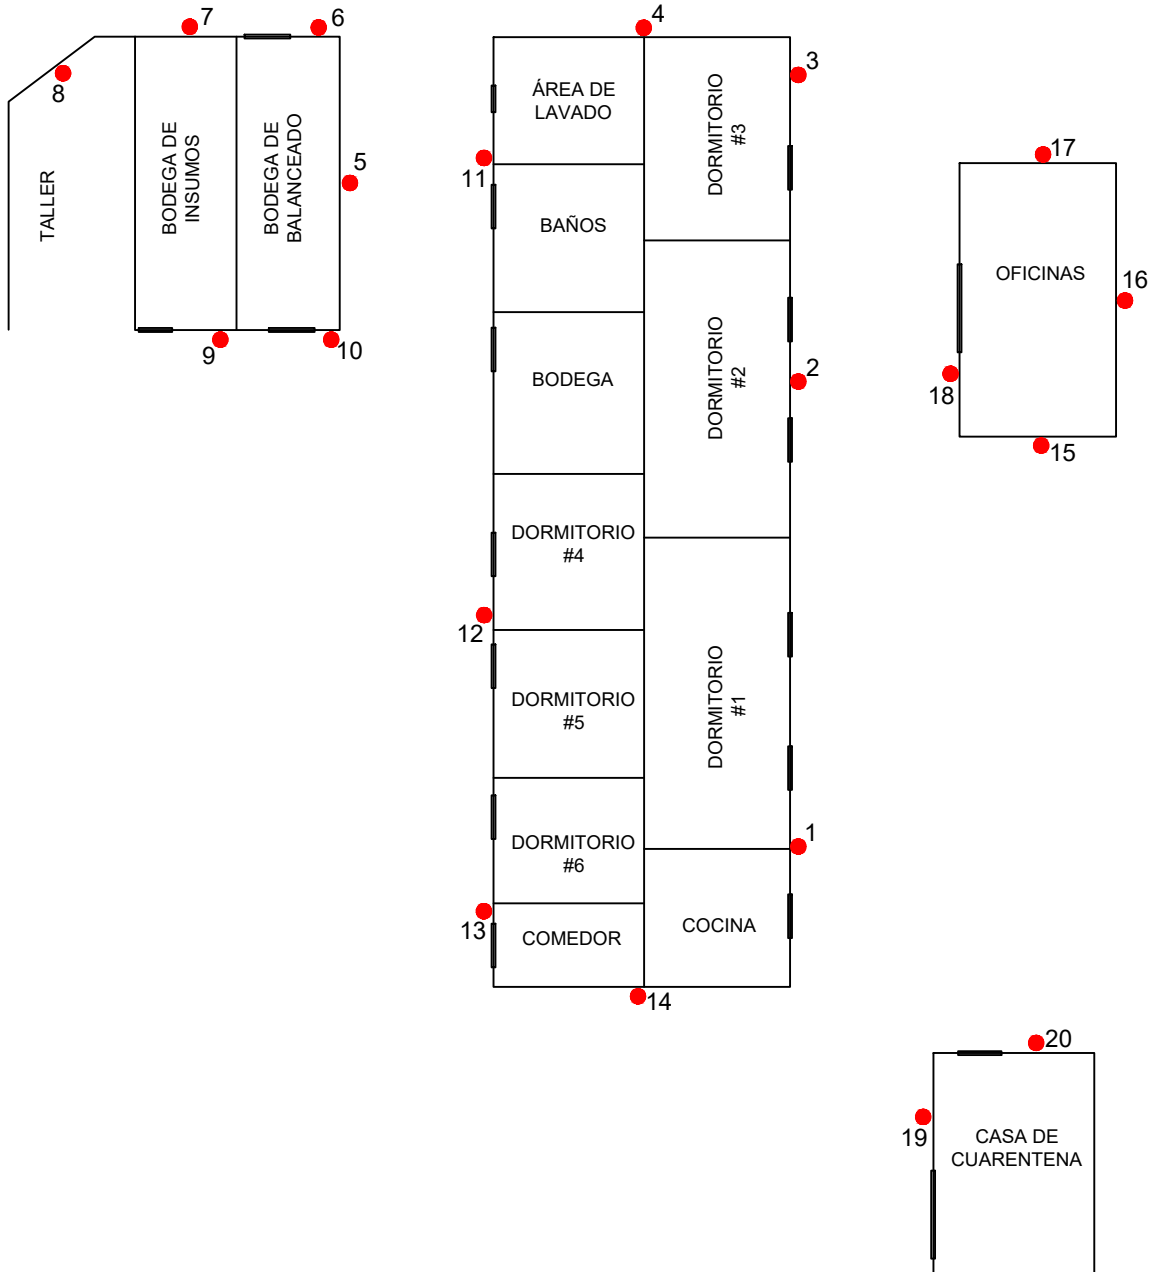 7
6
8
5
TALLER
BODEGA DE
INSUMOS
BODEGA DE
BALANCEADO
9
10
4
3
ÁREA DE
LAVADO
DORMITORIO
#3
11
BAÑOS
BODEGA
DORMITORIO
#2
2
DORMITORIO
#4
12
DORMITORIO
#5
DORMITORIO
#1
DORMITORIO
#6
1
13
COMEDOR
COCINA
14
17
OFICINAS
16
18
15
20
19
CASA DE
CUARENTENA